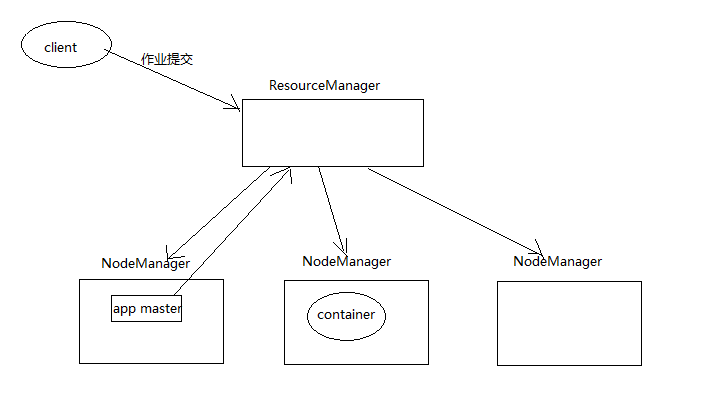 client
作业提交
ResourceManager
NodeManager
NodeManager
NodeManager
app master
container